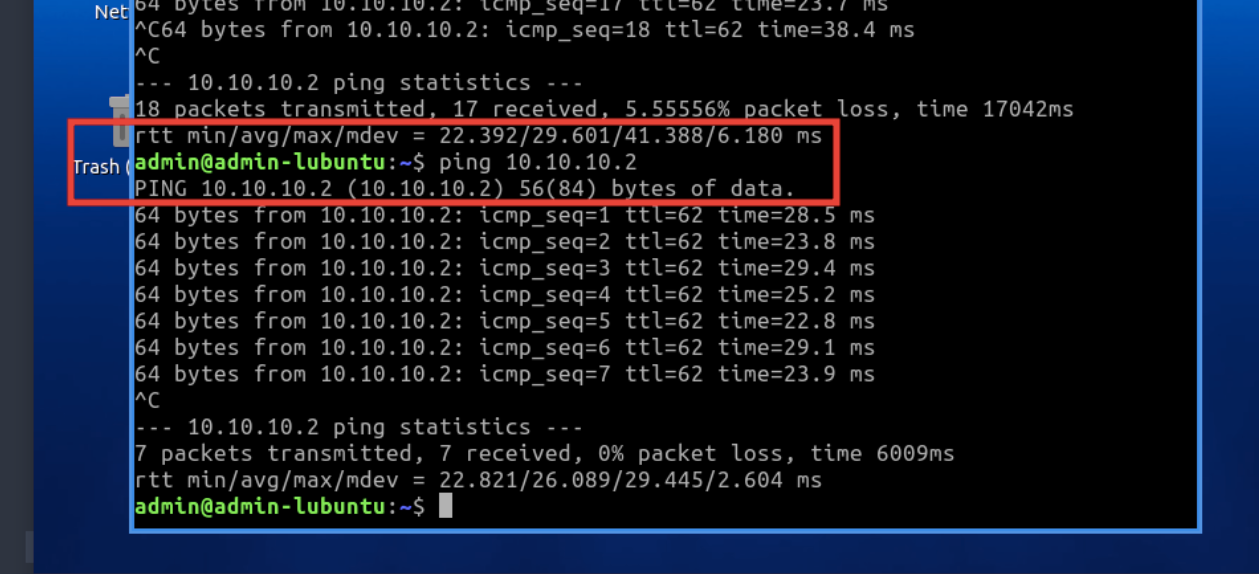 64 bytes from 10.10.10.2: icmp_seq=17 ttl=62 time=23.7 ms
Net
^C64 bytes from 10.10.10.2: icmp_seq=18 ttl=62 time=38.4 ms
^C
--- 10.10.10.2 ping statistics ---
18 packets transmitted, 17 received, 5.55556% packet loss, time 17042ms
rtt min/avg/max/mdev = 22.392/29.601/41.388/6.180 ms
Trash (
admin@admin-lubuntu:~$ ping 10.10.10.2
PING 10.10.10.2 (10.10.10.2) 56(84) bytes of data.
64 bytes from 10.10.10.2: icmp_seq=1 ttl=62 time=28.5 ms
64 bytes from 10.10.10.2: icmp_seq=2 ttl=62 time=23.8 ms
64 bytes from 10.10.10.2: icmp_seq=3 ttl=62 time=29.4 ms
64 bytes from 10.10.10.2: icmp_seq=4 ttl=62 time=25.2 ms
64 bytes from 10.10.10.2: icmp_seq=5 ttl=62 time=22.8 ms
64 bytes from 10.10.10.2: icmp_seq=6 ttl=62 time=29.1 ms
64 bytes from 10.10.10.2: icmp_seq=7 ttl=62 time=23.9 ms
^C
--- 10.10.10.2 ping statistics ---
7 packets transmitted, 7 received, 0% packet loss, time 6009ms
rtt min/avg/max/mdev = 22.821/26.089/29.445/2.604 ms
admin@admin-lubuntu:~$